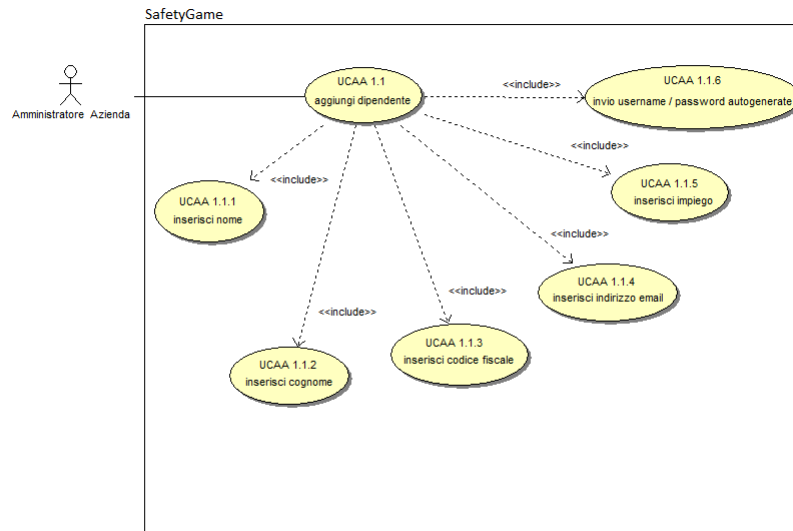 SafetyGame
Amministratore Azienda
UCAA 1.1
aggiungi dipendente
<<include>>
UCAA 1.1.6
invio username / password autogenerate
<<include>>
UCAA 1.1.1
inserisci nome
<<include>>
UCAA 1.1.5
inserisci impiego
<<include>>
UCAA 1.1.4
inserisci indirizzo email
<<include>>
UCAA 1.1.3
inserisci codice fiscale
<<include>>
UCAA 1.1.2
inserisci cognome